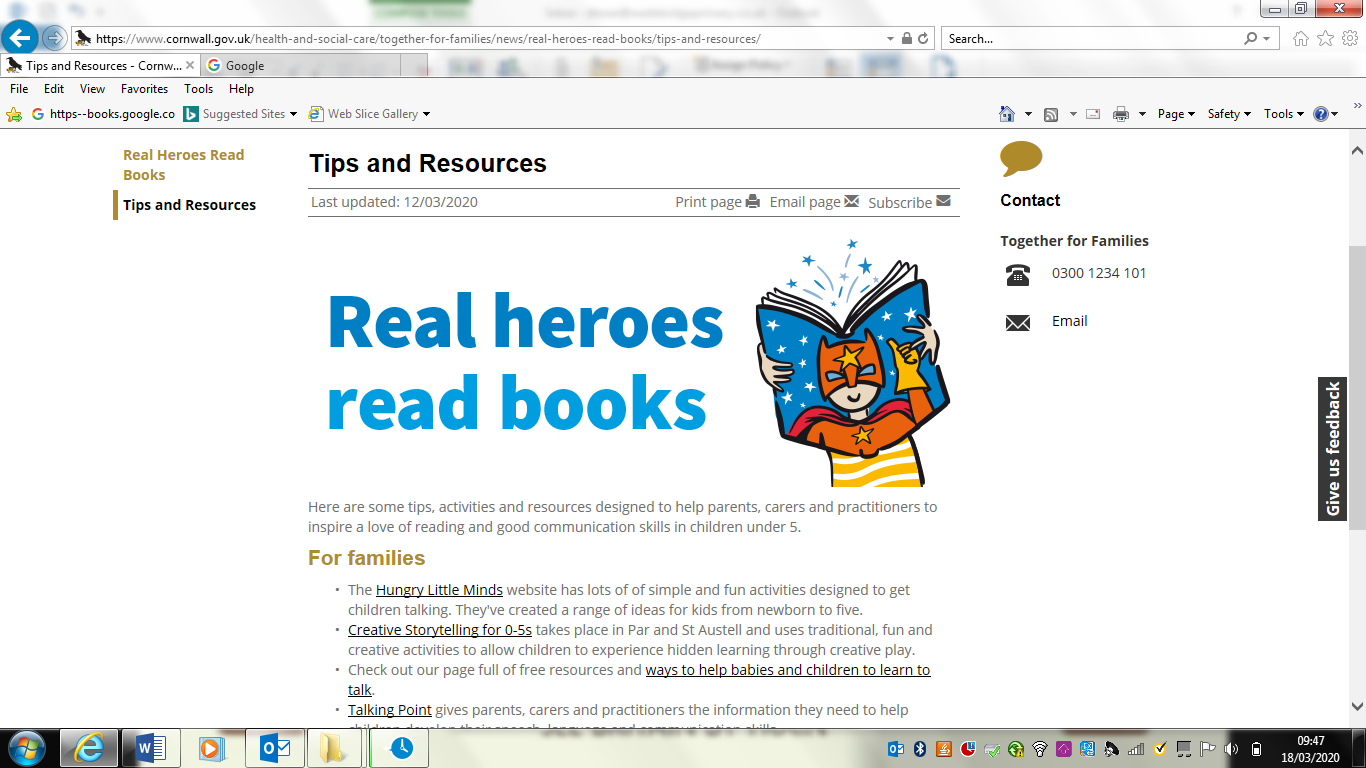 https://www.cornwall.gov.uk/health-and-social-care/together-for-families/news/real-heroes-read-books/tips-and-resources/
Search...
Tips and Resources - Cornw...
Google
File Edit View Favorites Tools Help
https--books.google.co Suggested Sites Web Slice Gallery
Page Safety Tools
Real Heroes Read
Books
Tips and Resources
Tips and Resources
Last updated: 12/03/2020 Print page Email page Subscribe
Real heroes
read books
Here are some tips, activities and resources designed to help parents, carers and practitioners to
inspire a love of reading and good communication skills in children under 5.
For families
• The Hungry Little Minds website has lots of of simple and fun activities designed to get
children talking. They've created a range of ideas for kids from newborn to five.
• Creative Storytelling for 0-5s takes place in Par and St Austell and uses traditional, fun and
creative activities to allow children to experience hidden learning through creative play.
• Check out our page full of free resources and ways to help babies and children to learn to
talk.
• Talking Point gives parents, carers and practitioners the information they need to help
children develop their speech, language and communication skills
Contact
Together for Families
0300 1234 101
Email
Give us feedback
09:47
18/03/2020